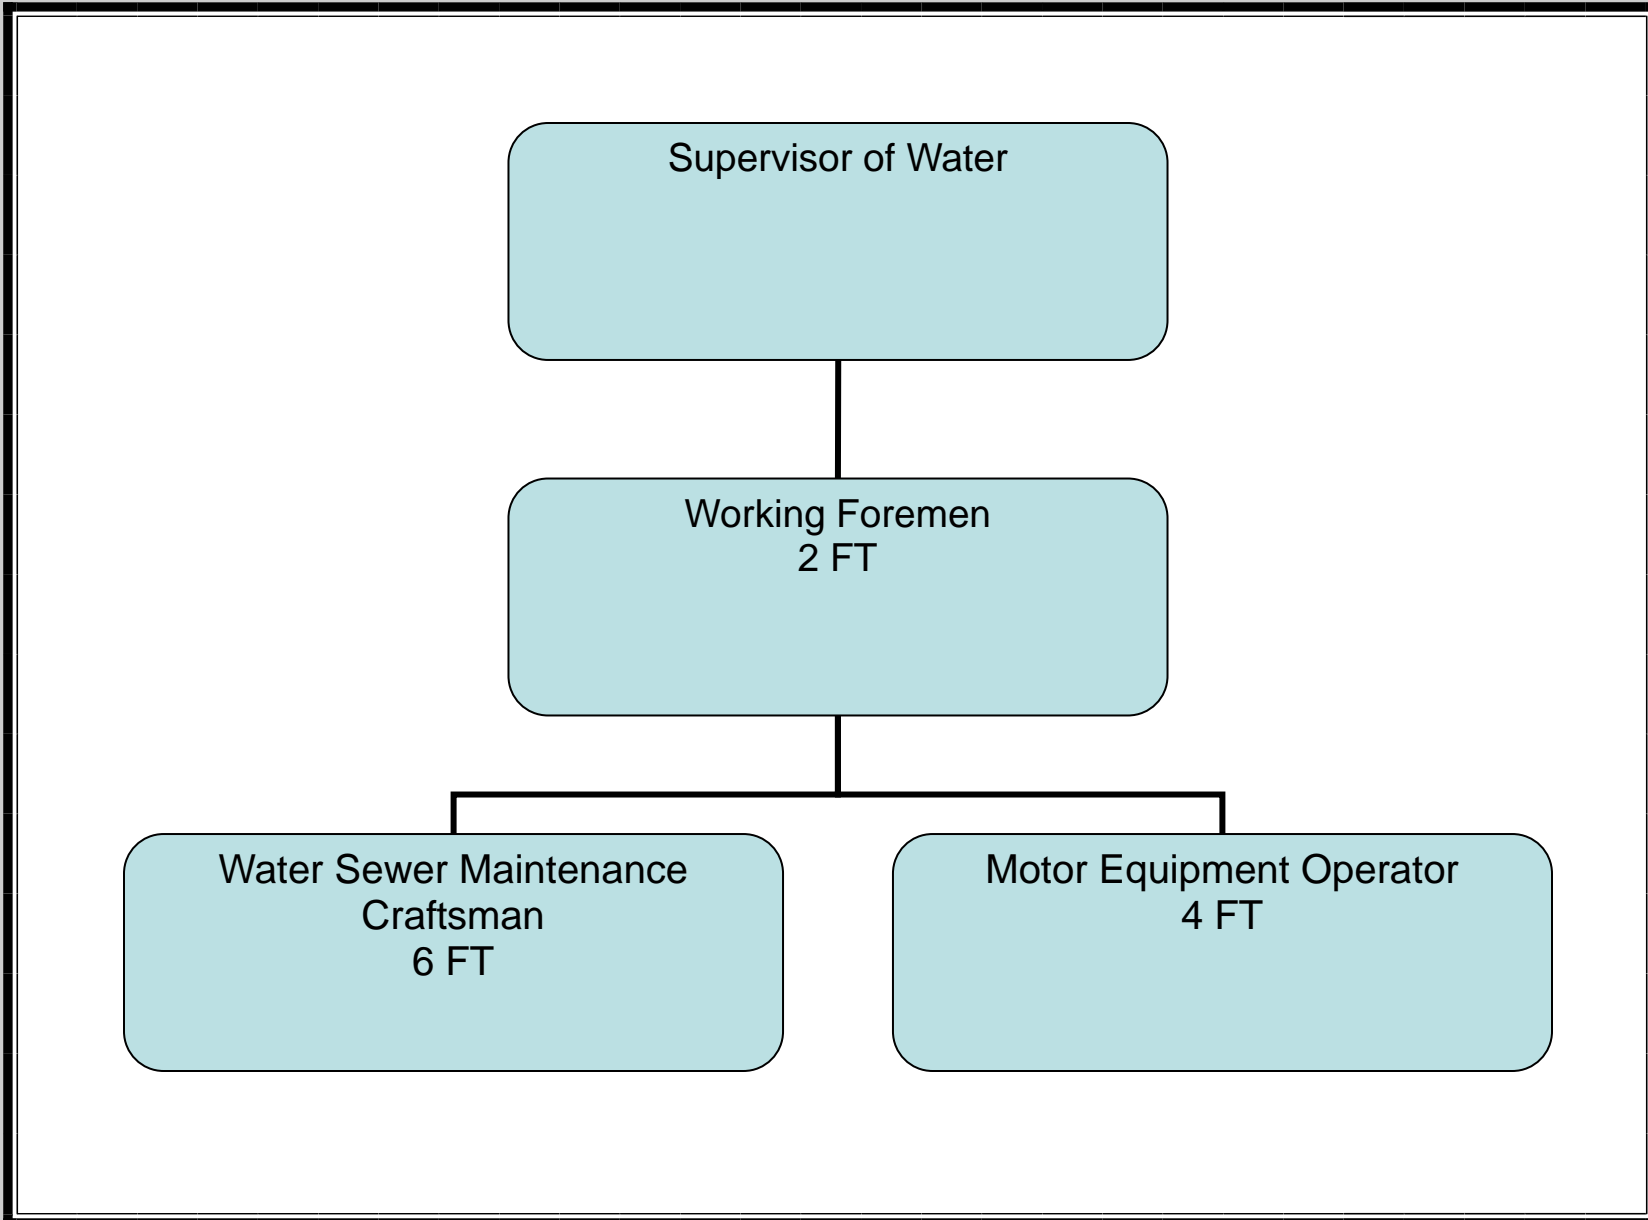 Supervisor of Water
Working Foremen
2 FT
Water Sewer Maintenance
Craftsman
6 FT
Motor Equipment Operator
4 FT